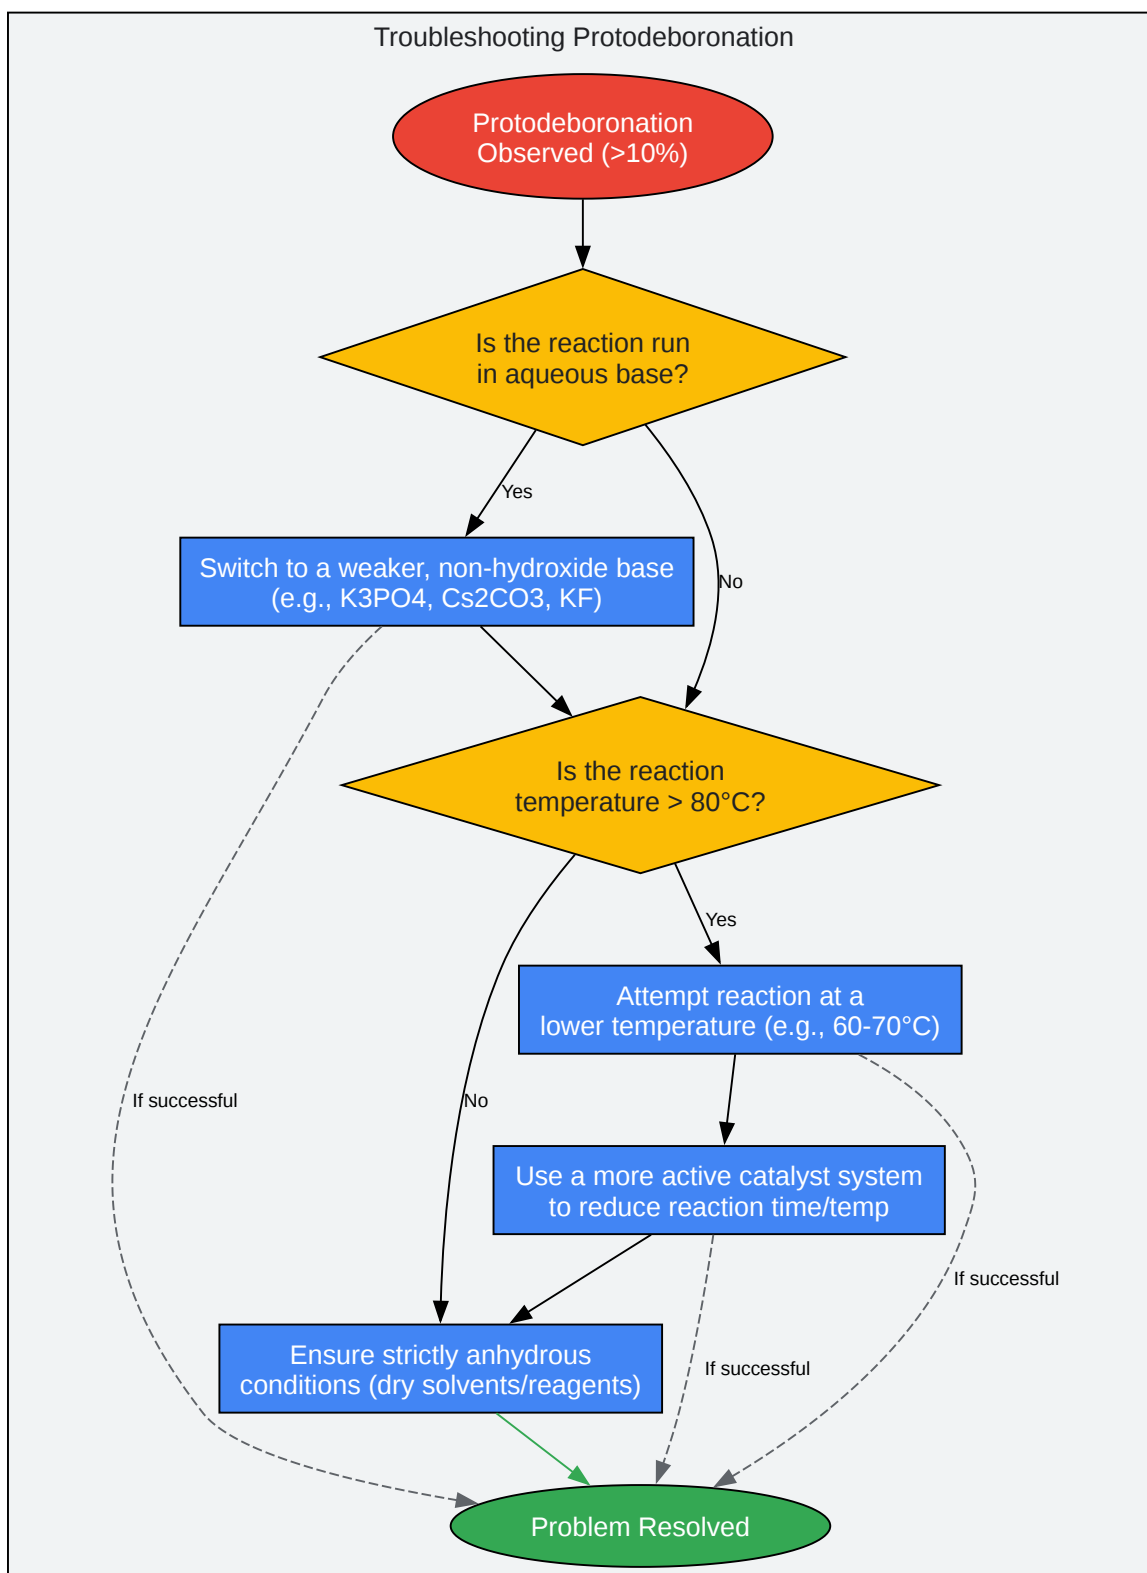 Troubleshooting Protodeboronation
Protodeboronation
Observed (>10%)
Is the reaction run
in aqueous base?
Yes
Switch to a weaker, non-hydroxide base
(e.g., K3PO4, Cs2CO3, KF)
No
Is the reaction
temperature > 80°C?
Yes
Attempt reaction at a
lower temperature (e.g., 60-70°C)
If successful
No
Use a more active catalyst system
to reduce reaction time/temp
If successful
Ensure strictly anhydrous
conditions (dry solvents/reagents)
If successful
Problem Resolved